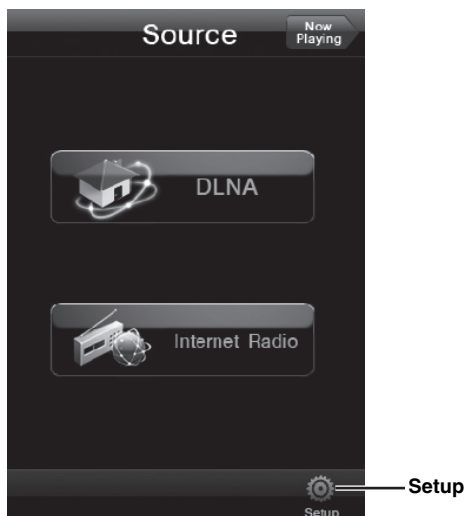 Source
Now
Playing
DLNA
Internet Radio
Setup
Setup